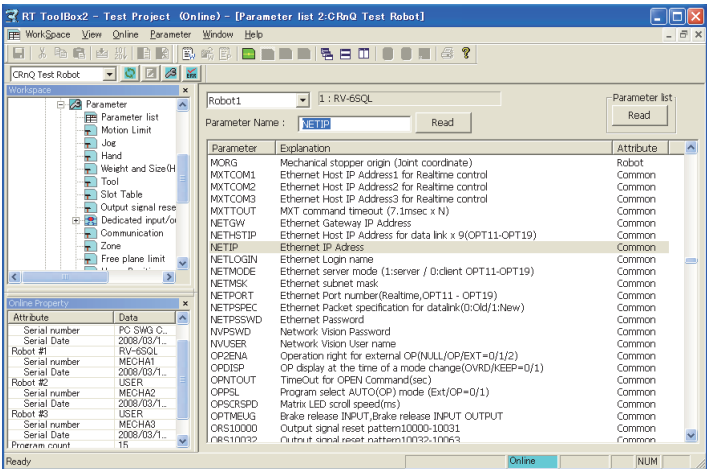 RT ToolBox2 - Test Project (Online) - [Parameter list 2:CRnQ Test Robot]
WorkSpace View Online Parameter Window Help
CRnQ Test Robot
Workspace
Parameter
Parameter list
Motion Limit
Jog
Hand
Weight and Size(H
Tool
Slot Table
Output signal rese
Dedicated input/ou
Communication
Zone
Free plane limit
Online Property
Attribute Data
Serial number PC SWG C...
Serial Date 2008/03/1...
Robot #1 RV-6SQL
Serial number MECHA1
Serial Date 2008/03/1...
Robot #2 USER
Serial number MECHA2
Serial Date 2008/03/1...
Robot #3 USER
Serial number MECHA3
Serial Date 2008/03/1...
Program count 15
Robot1 1 : RV-6SQL
Parameter list
Read
Parameter Name : NETIP Read
Parameter Explanation Attribute
MORG Mechanical stopper origin (Joint coordinate) Robot
MXTCOM1 Ethernet Host IP Address1 for Realtime control Common
MXTCOM2 Ethernet Host IP Address2 for Realtime control Common
MXTCOM3 Ethernet Host IP Address3 for Realtime control Common
MXTTOUT MXT command timeout (7.1msec x N) Common
NETGW Ethernet Gateway IP Address Common
NETHSTIP Ethernet Host IP Address for data link x 9(OPT11-OPT19) Common
NETIP Ethernet IP Adress Common
NETLOGIN Ethernet Login name Common
NETMODE Ethernet server mode (1:server / 0:client OPT11-OPT19) Common
NETMSK Ethernet subnet mask Common
NETPORT Ethernet Port number(Realtime,OPT11 - OPT19) Common
NETPSPEC Ethernet Packet specification for datalink(0:Old/1:New) Common
NETPSSWD Ethernet Password Common
NVPSWD Network Vision Password Common
NVUSER Network Vision User name Common
OP2ENA Operation right for external OP(NULL/OP/EXT=0/1/2) Common
OPDISP OP display at the time of a mode change(OVRD/KEEP=0/1) Common
OPNTOUT TimeOut for OPEN Command(sec) Common
OPPSL Program select AUTO(OP) mode (Ext/OP=0/1) Common
OPSCRSPD Matrix LED scroll speed(ms) Common
OPTMEUG Brake release INPUT,Brake release INPUT OUTPUT Common
ORS10000 Output signal reset pattern10000-10031 Common
ORS10032 Output signal reset pattern10032-10063 Common
Ready Online NUM